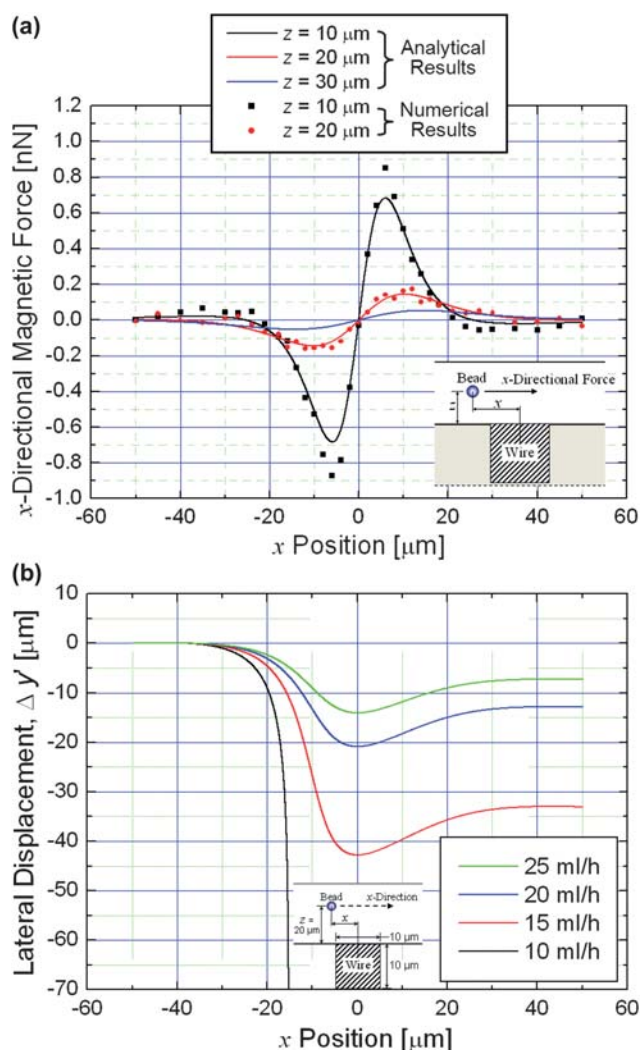 (a)
z = 10 μm
z = 20 μm
z = 30 μm
Analytical
Results
z = 10 μm
z = 20 μm
Numerical
Results
1.2
1.0
0.8
0.6
0.4
0.2
0.0
-0.2
-0.4
-0.6
-0.8
-1.0
x-Directional Magnetic Force [nN]
Bead
x-Directional Force
z
x
Wire
-60 -40 -20 0 20 40 60
x Position [μm]
(b)
10
0
-10
-20
-30
-40
-50
-60
-70
Lateral Displacement, Δ y' [μm]
Bead
x-Direction
z =
20 μm
x
10 μm
Wire
10 μm
25 ml/h
20 ml/h
15 ml/h
10 ml/h
-60 -40 -20 0 20 40 60
x Position [μm]